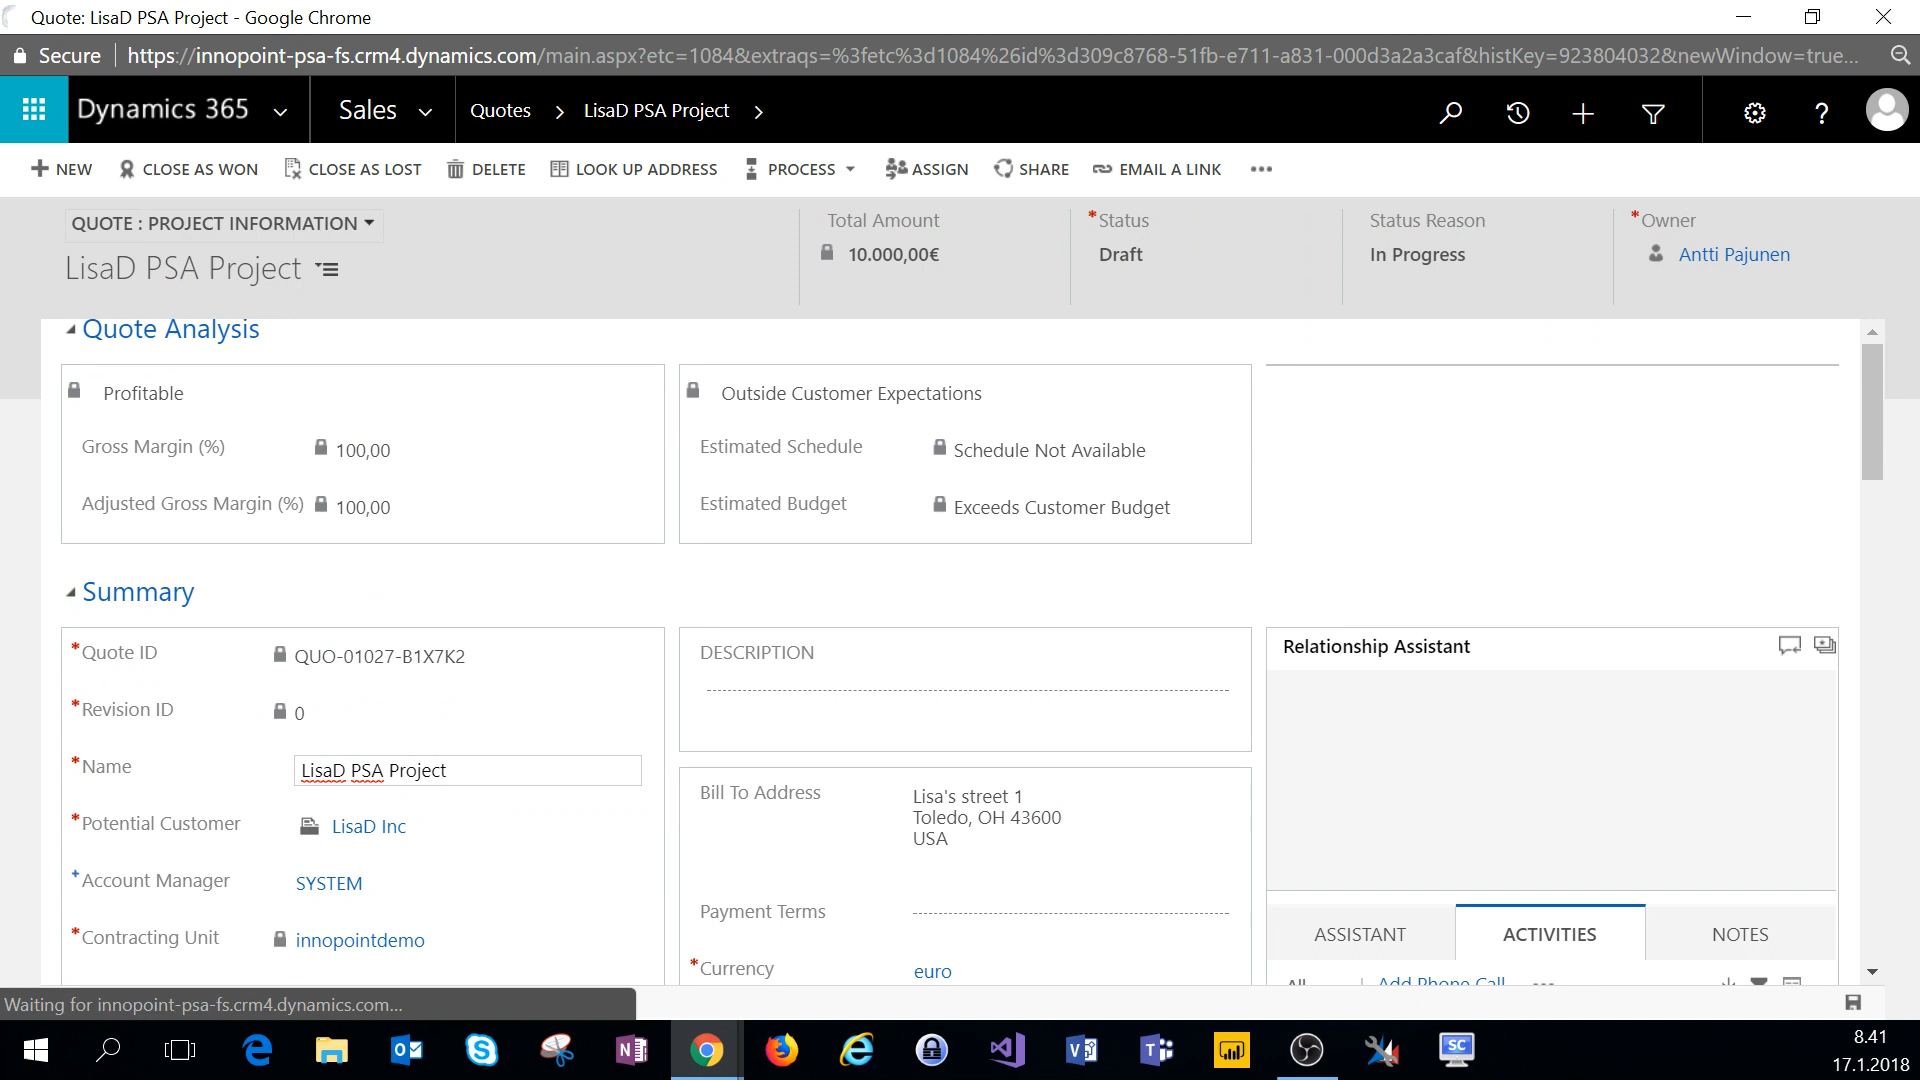 Quote: LisaD PSA Project - Google Chrome
Secure https://innopoint-psa-fs.crm4.dynamics.com/main.aspx?etc=1084&extraqs=%3fetc%3d1084%26id%3d309c8768-51fb-e711-a831-000d3a2a3caf&histKey=923804032&newWindow=true...
Dynamics 365 Sales Quotes > LisaD PSA Project >
NEW CLOSE AS WON CLOSE AS LOST DELETE LOOK UP ADDRESS PROCESS ASSIGN SHARE EMAIL A LINK •••
QUOTE : PROJECT INFORMATION
LisaD PSA Project
Total Amount
10.000,00€
*Status
Draft
Status Reason
In Progress
*Owner
Antti Pajunen
Quote Analysis
Profitable
Gross Margin (%) 100,00
Adjusted Gross Margin (%) 100,00
Outside Customer Expectations
Estimated Schedule Schedule Not Available
Estimated Budget Exceeds Customer Budget
Summary
*Quote ID QUO-01027-B1X7K2
*Revision ID 0
*Name LisaD PSA Project
*Potential Customer LisaD Inc
+Account Manager SYSTEM
*Contracting Unit innopointdemo
DESCRIPTION
Bill To Address Lisa's street 1
Toledo, OH 43600
USA
Payment Terms
*Currency euro
Relationship Assistant
ASSISTANT ACTIVITIES NOTES
All | Add Phone Call •••
Waiting for innopoint-psa-fs.crm4.dynamics.com...
8.41
17.1.2018